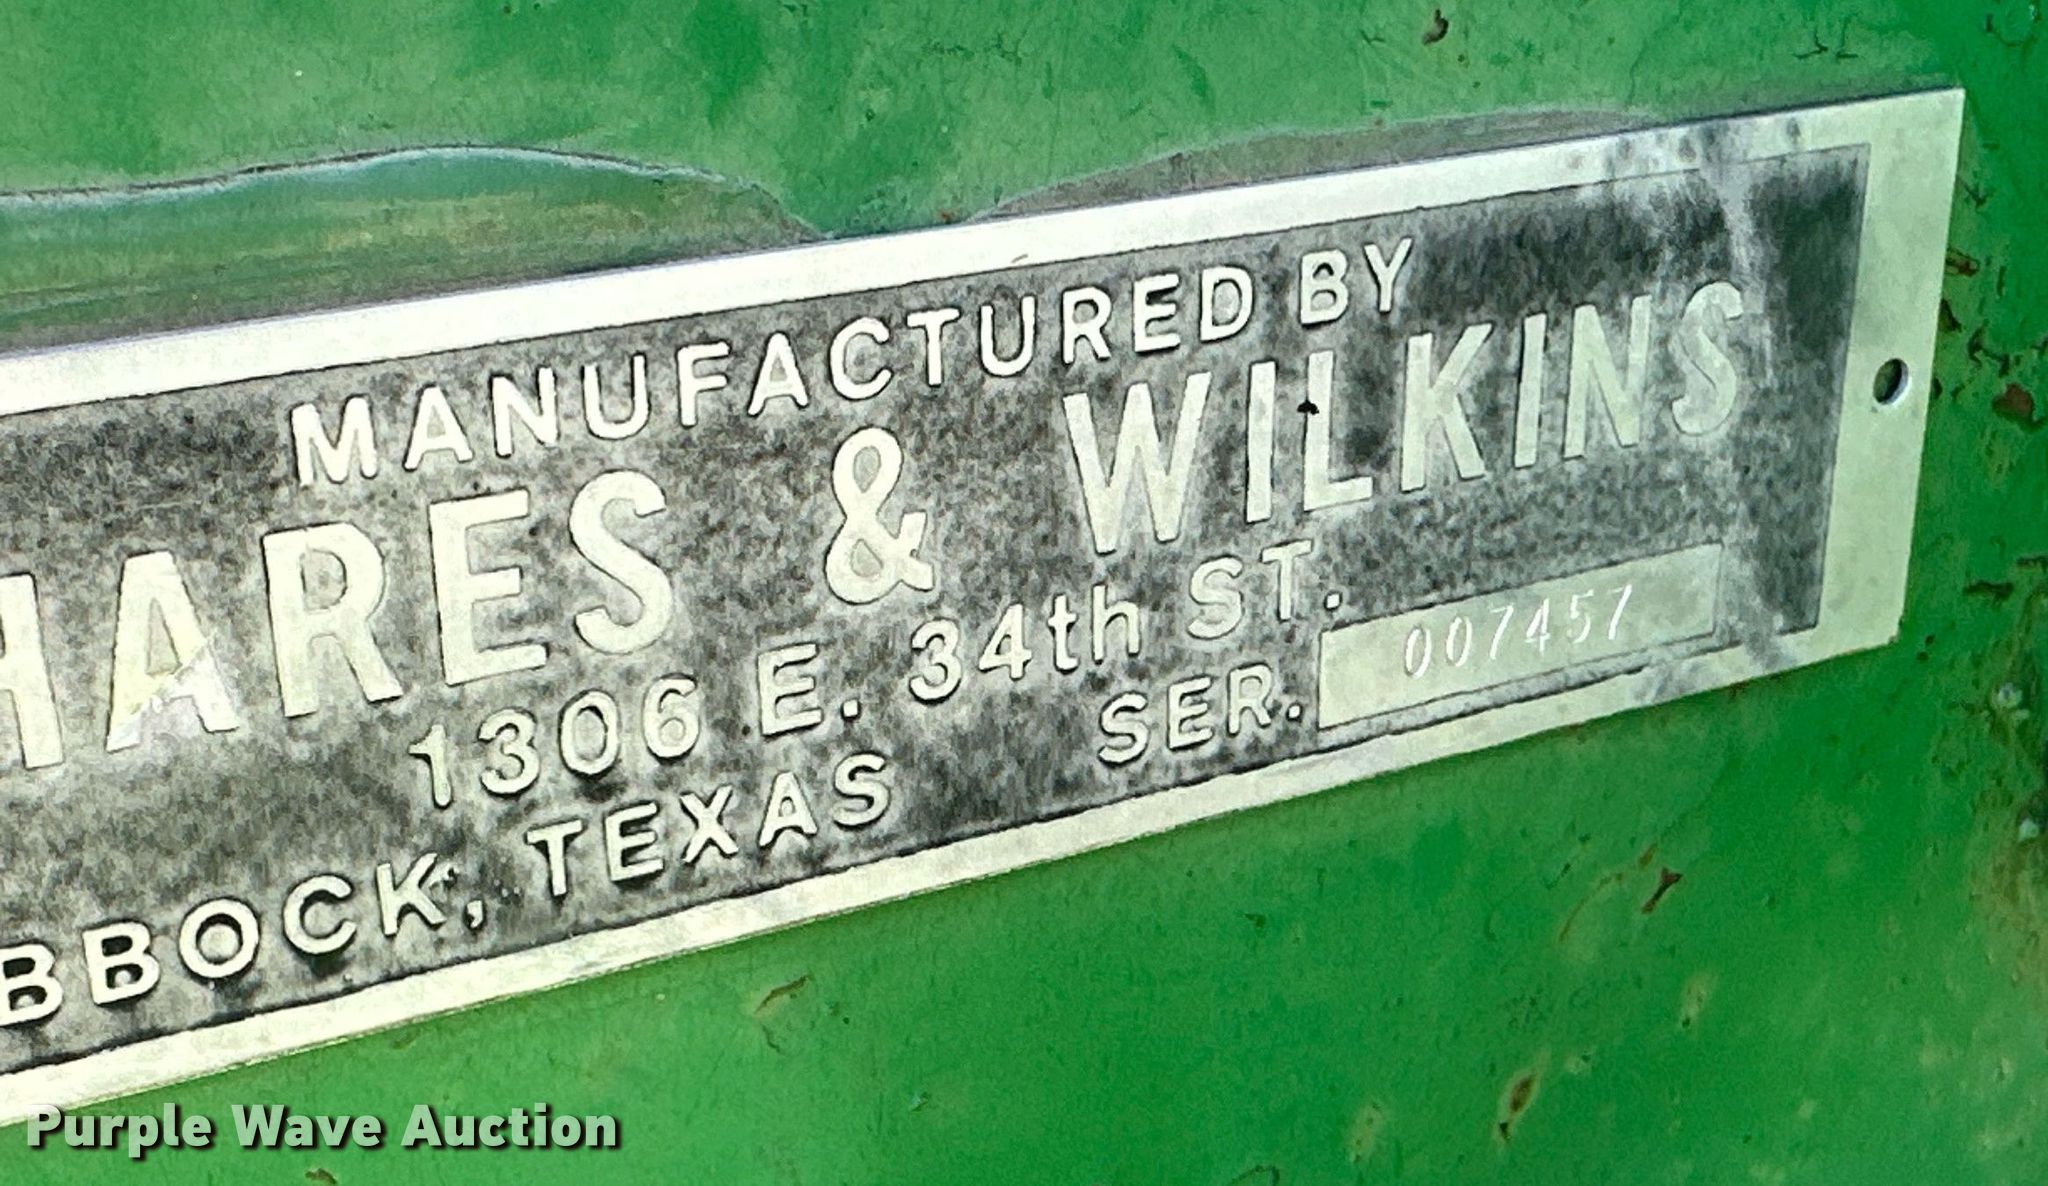 MANUFACTURED BY
HARES & WILKINS
1306 E. 34th ST.
BBOCK, TEXAS SER. 007457
Purple Wave Auction